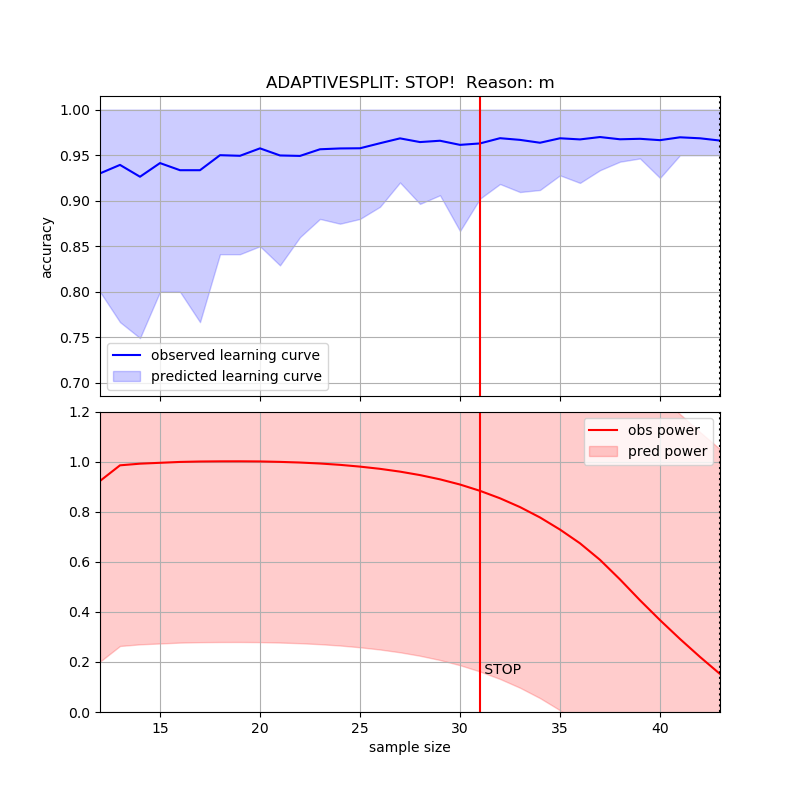 ADAPTIVESPLIT: STOP!  Reason: m
1.00
0.95
0.90
0.85
0.80
0.75
0.70
accuracy
observed learning curve
predicted learning curve
1.2
1.0
0.8
0.6
0.4
0.2
0.0
obs power
pred power
STOP
15 20 25 30 35 40
sample size